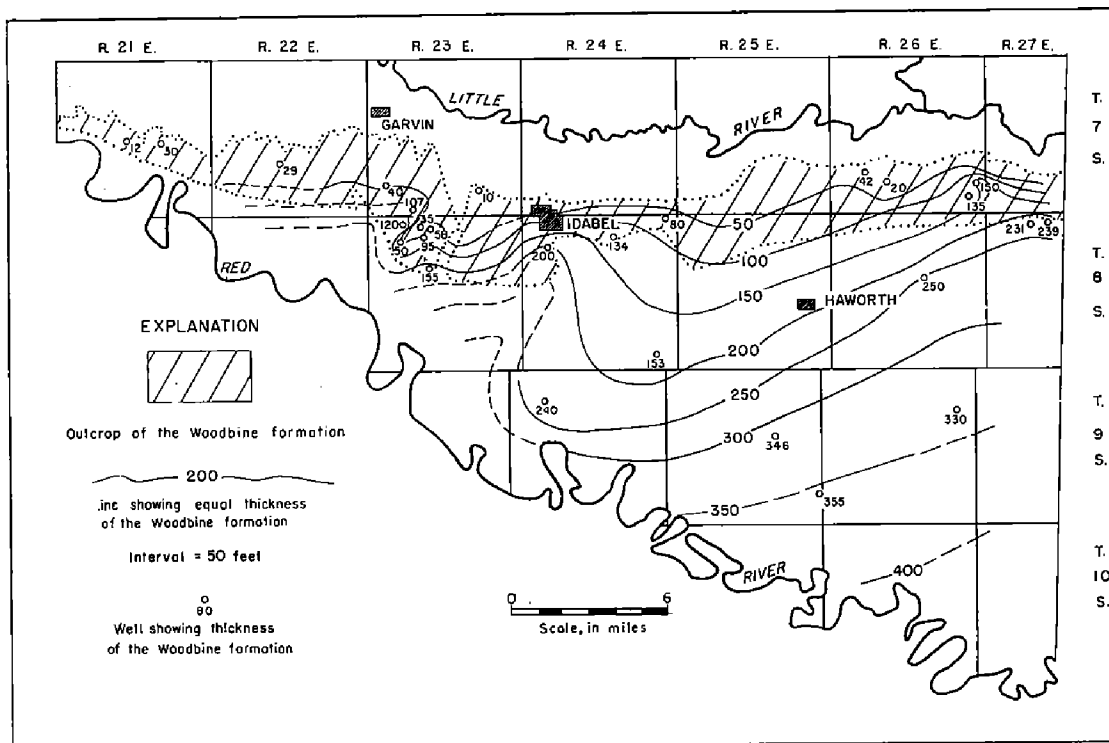 R. 21 E. R. 22 E. R. 23 E. R. 24 E. R. 25 E. R. 26 E. R. 27 E.
LITTLE
RIVER
GARVIN
T.
7
S.
12
30
29
40
107
10
42
20
150
135
120
35
58
50
95
155
IDABEL
80
134
200
50
100
150
231
239
T.
8
S.
RED
HAWORTH
250
200
153
250
300
240
346
330
T.
9
S.
350
355
RIVER
400
T.
10
S.
EXPLANATION
Outcrop of the Woodbine formation
200
ine showing equal thickness
of the Woodbine formation
Interval = 50 feet
80
Well showing thickness
of the Woodbine formation
0 6
Scale, in miles